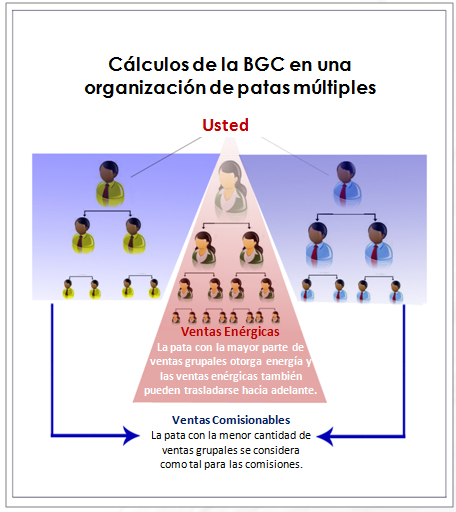 Cálculos de la BGC en una
organización de patas múltiples
Usted
Ventas Enérgicas
La pata con la mayor parte de
ventas grupales otorga energía y
las ventas enérgicas también
pueden trasladarse hacia adelante.
Ventas Comisionables
La pata con la menor cantidad de
ventas grupales se considera
como tal para las comisiones.